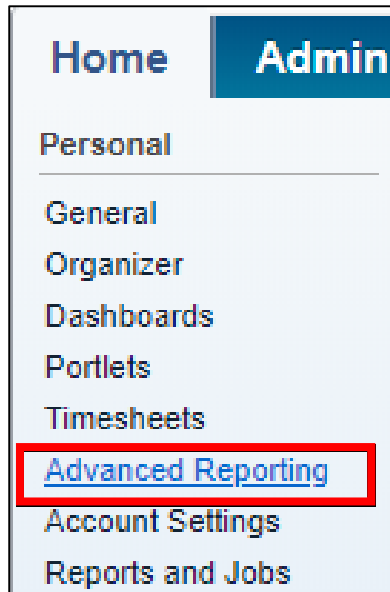 Home Admin
Personal
General
Organizer
Dashboards
Portlets
Timesheets
Advanced Reporting
Account Settings
Reports and Jobs